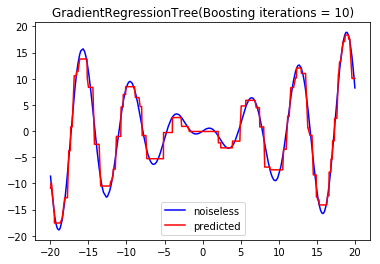 GradientRegressionTree(Boosting iterations = 10)
20
15
10
5
0
−5
−10
−15
−20
noiseless
predicted
−20 −15 −10 −5 0 5 10 15 20